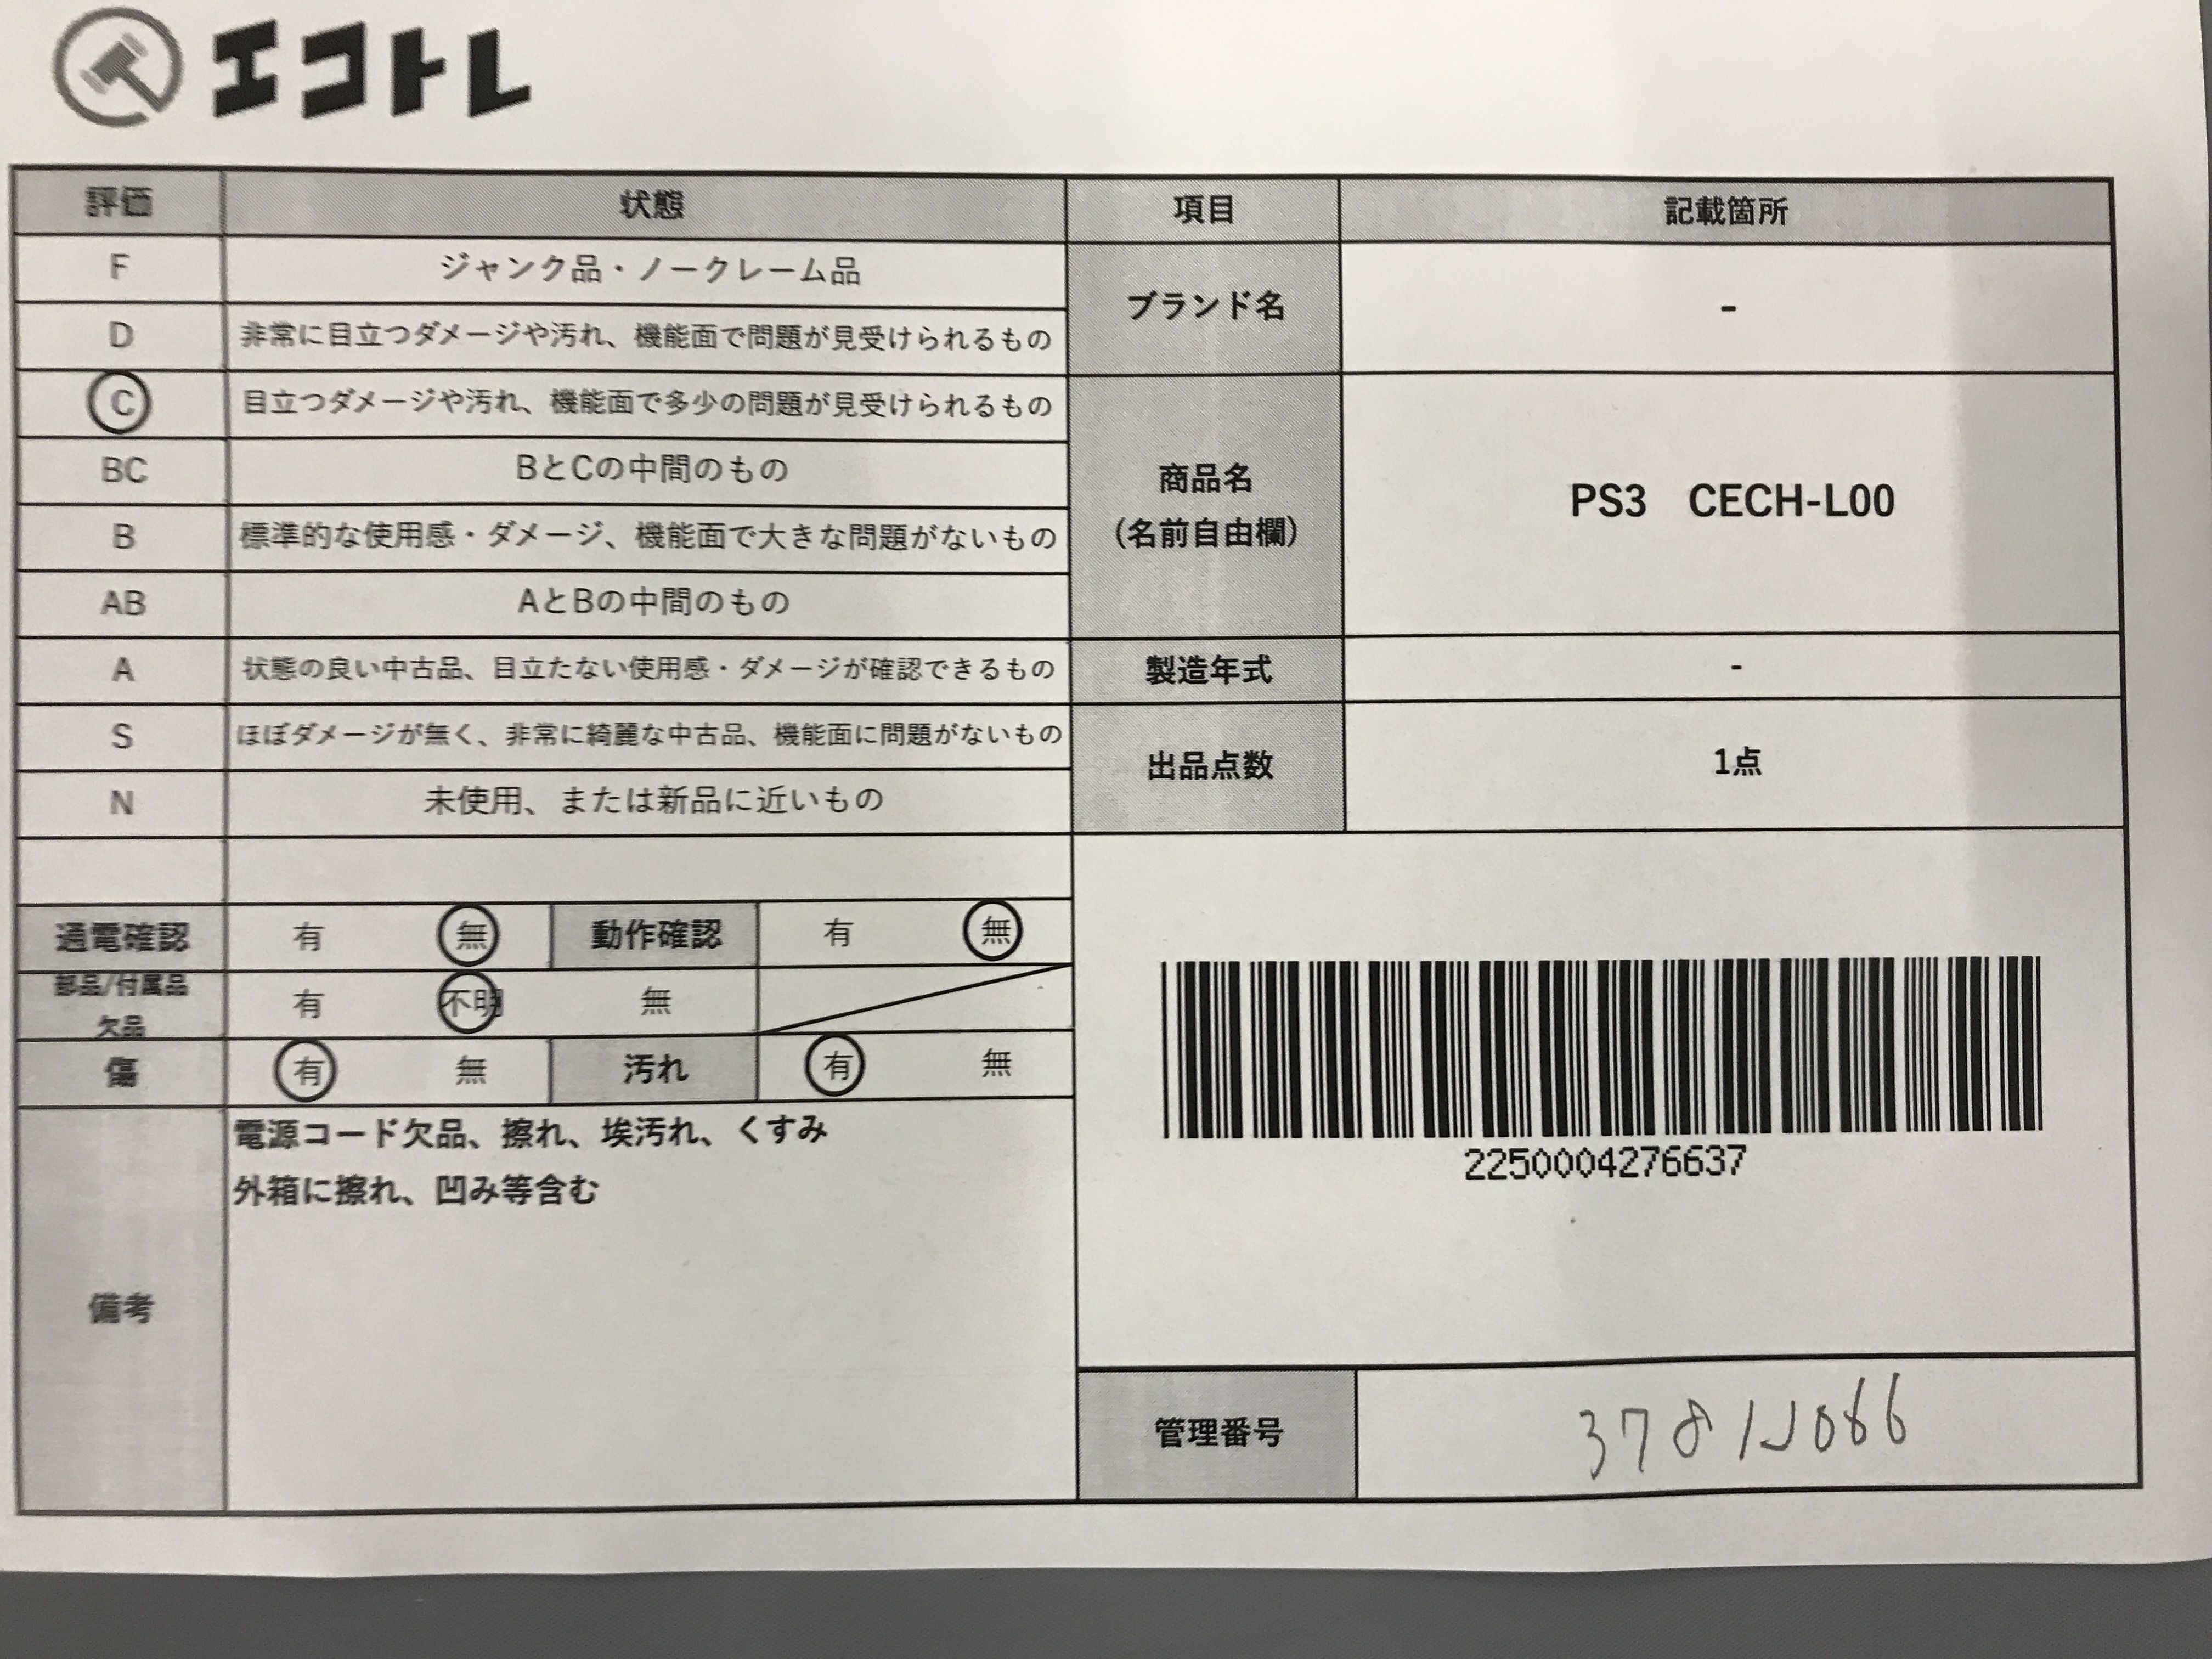 エコトレ
評価 状態 項目 記載箇所
F ジャンク品・ノークレーム品
D 非常に目立つダメージや汚れ、機能面で問題が見受けられるもの
C 目立つダメージや汚れ、機能面で多少の問題が見受けられるもの
BC BとCの中間のもの
B 標準的な使用感・ダメージ、機能面で大きな問題がないもの
AB AとBの中間のもの
A 状態の良い中古品、目立たない使用感・ダメージが確認できるもの
S ほぼダメージが無く、非常に綺麗な中古品、機能面に問題がないもの
N 未使用、または新品に近いもの
ブランド名 -
商品名
(名前自由欄)
PS3 CECH-L00
製造年式 -
出品点数 1点
通電確認 有 無 動作確認 有 無
部品/付属品
欠品
有 不明 無
傷 有 無 汚れ 有 無
備考
電源コード欠品、擦れ、埃汚れ、くすみ
外箱に擦れ、凹み等含む
2250004276637
管理番号